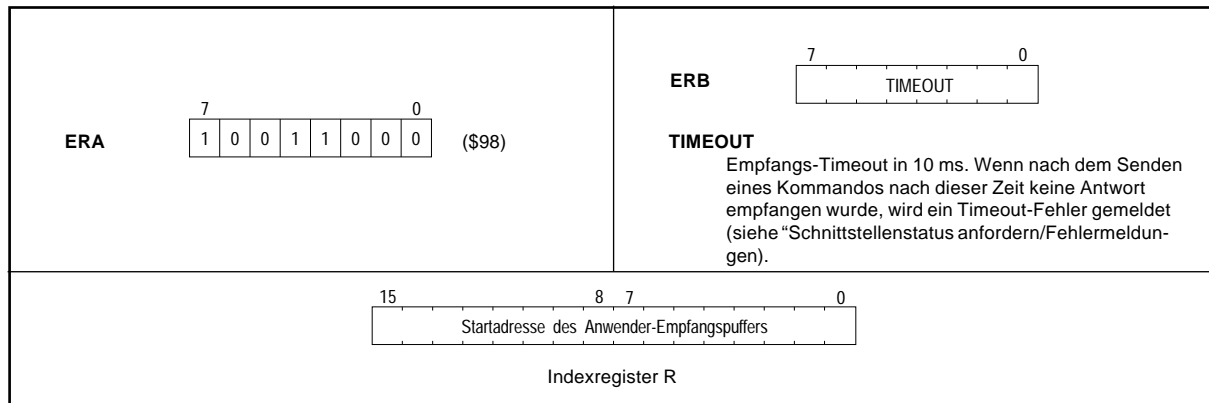 7 0
ERA 1 0 0 1 1 0 0 0 ($98)
7 0
ERB TIMEOUT
TIMEOUT
Empfangs-Timeout in 10 ms. Wenn nach dem Senden
eines Kommandos nach dieser Zeit keine Antwort
empfangen wurde, wird ein Timeout-Fehler gemeldet
(siehe “Schnittstellenstatus anfordern/Fehlermeldun-
gen).
15 8 7 0
Startadresse des Anwender-Empfangspuffers
Indexregister R